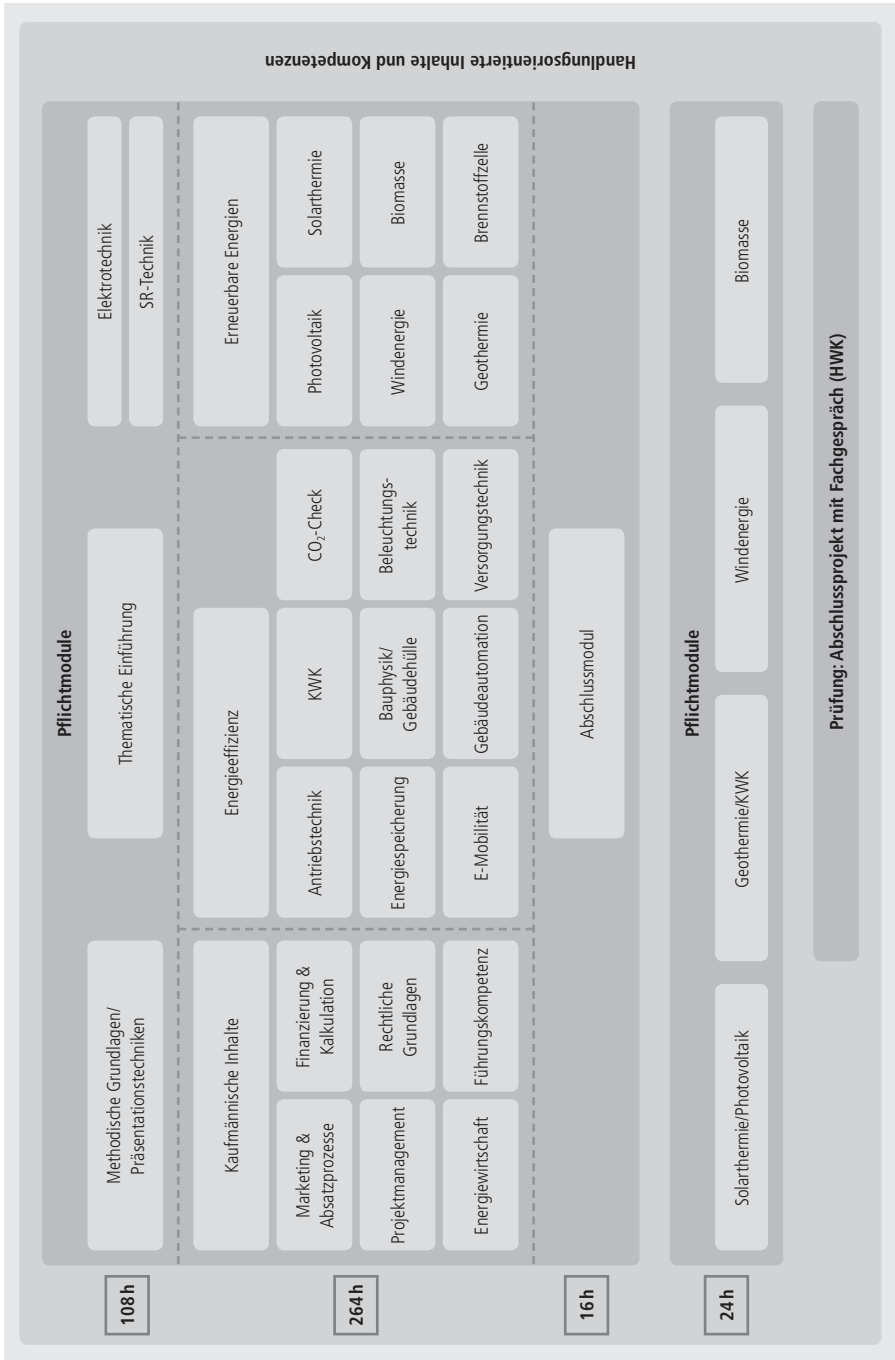 Pflichtmodule
108 h
Methodische Grundlagen/
Präsentationstechniken
Thematische Einführung
Elektrotechnik
SR-Technik
264 h
Kaufmännische Inhalte
Marketing &
Absatzprozesse
Finanzierung &
Kalkulation
Projektmanagement
Rechtliche
Grundlagen
Energiewirtschaft
Führungskompetenz
Energieeffizienz
Antriebstechnik
KWK
CO₂-Check
Energiespeicherung
Bauphysik/
Gebäudehülle
Beleuchtungs-
technik
E-Mobilität
Gebäudeautomation
Versorgungstechnik
Erneuerbare Energien
Photovoltaik
Solarthermie
Windenergie
Biomasse
Geothermie
Brennstoffzelle
16 h
Abschlussmodul
Pflichtmodule
24 h
Solarthermie/Photovoltaik
Geothermie/KWK
Windenergie
Biomasse
Prüfung: Abschlussprojekt mit Fachgespräch (HWK)
Handlungsorientierte Inhalte und Kompetenzen